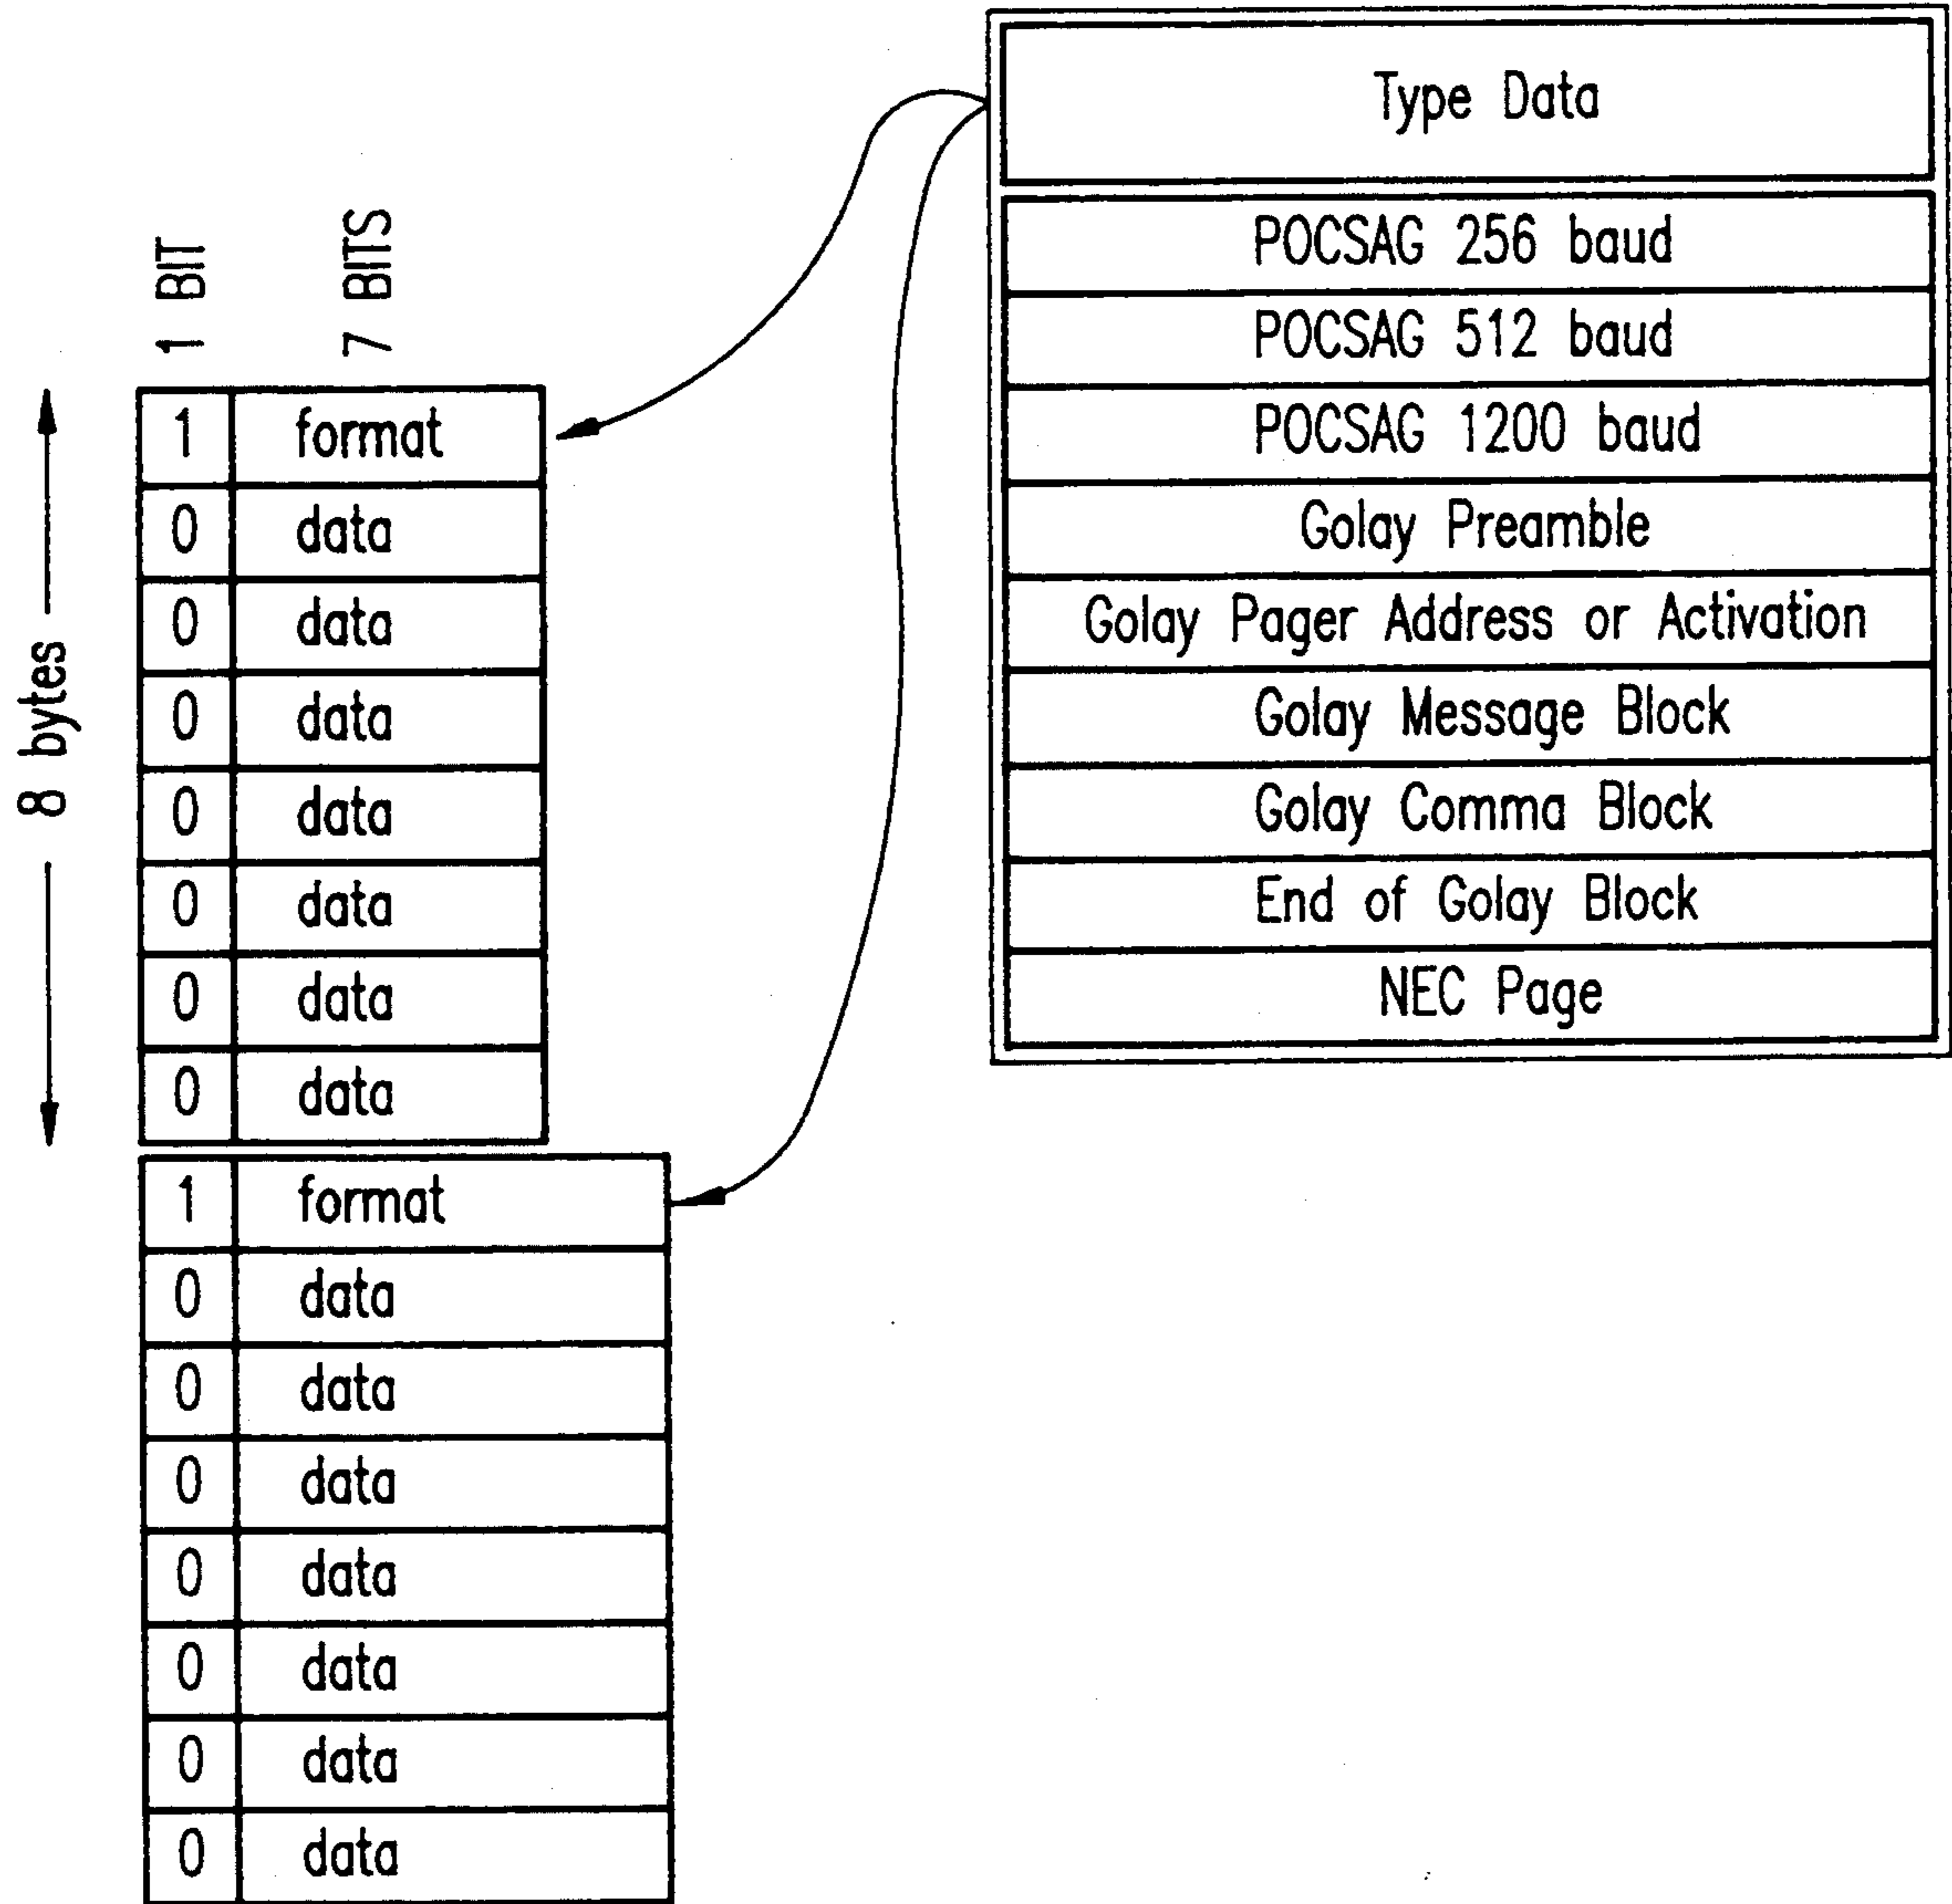 1 BIT
7 BITS
8 bytes
1 format
0 data
0 data
0 data
0 data
0 data
0 data
0 data
1 format
0 data
0 data
0 data
0 data
0 data
0 data
0 data
Type Data
POCSAG 256 baud
POCSAG 512 baud
POCSAG 1200 baud
Golay Preamble
Golay Pager Address or Activation
Golay Message Block
Golay Comma Block
End of Golay Block
NEC Page